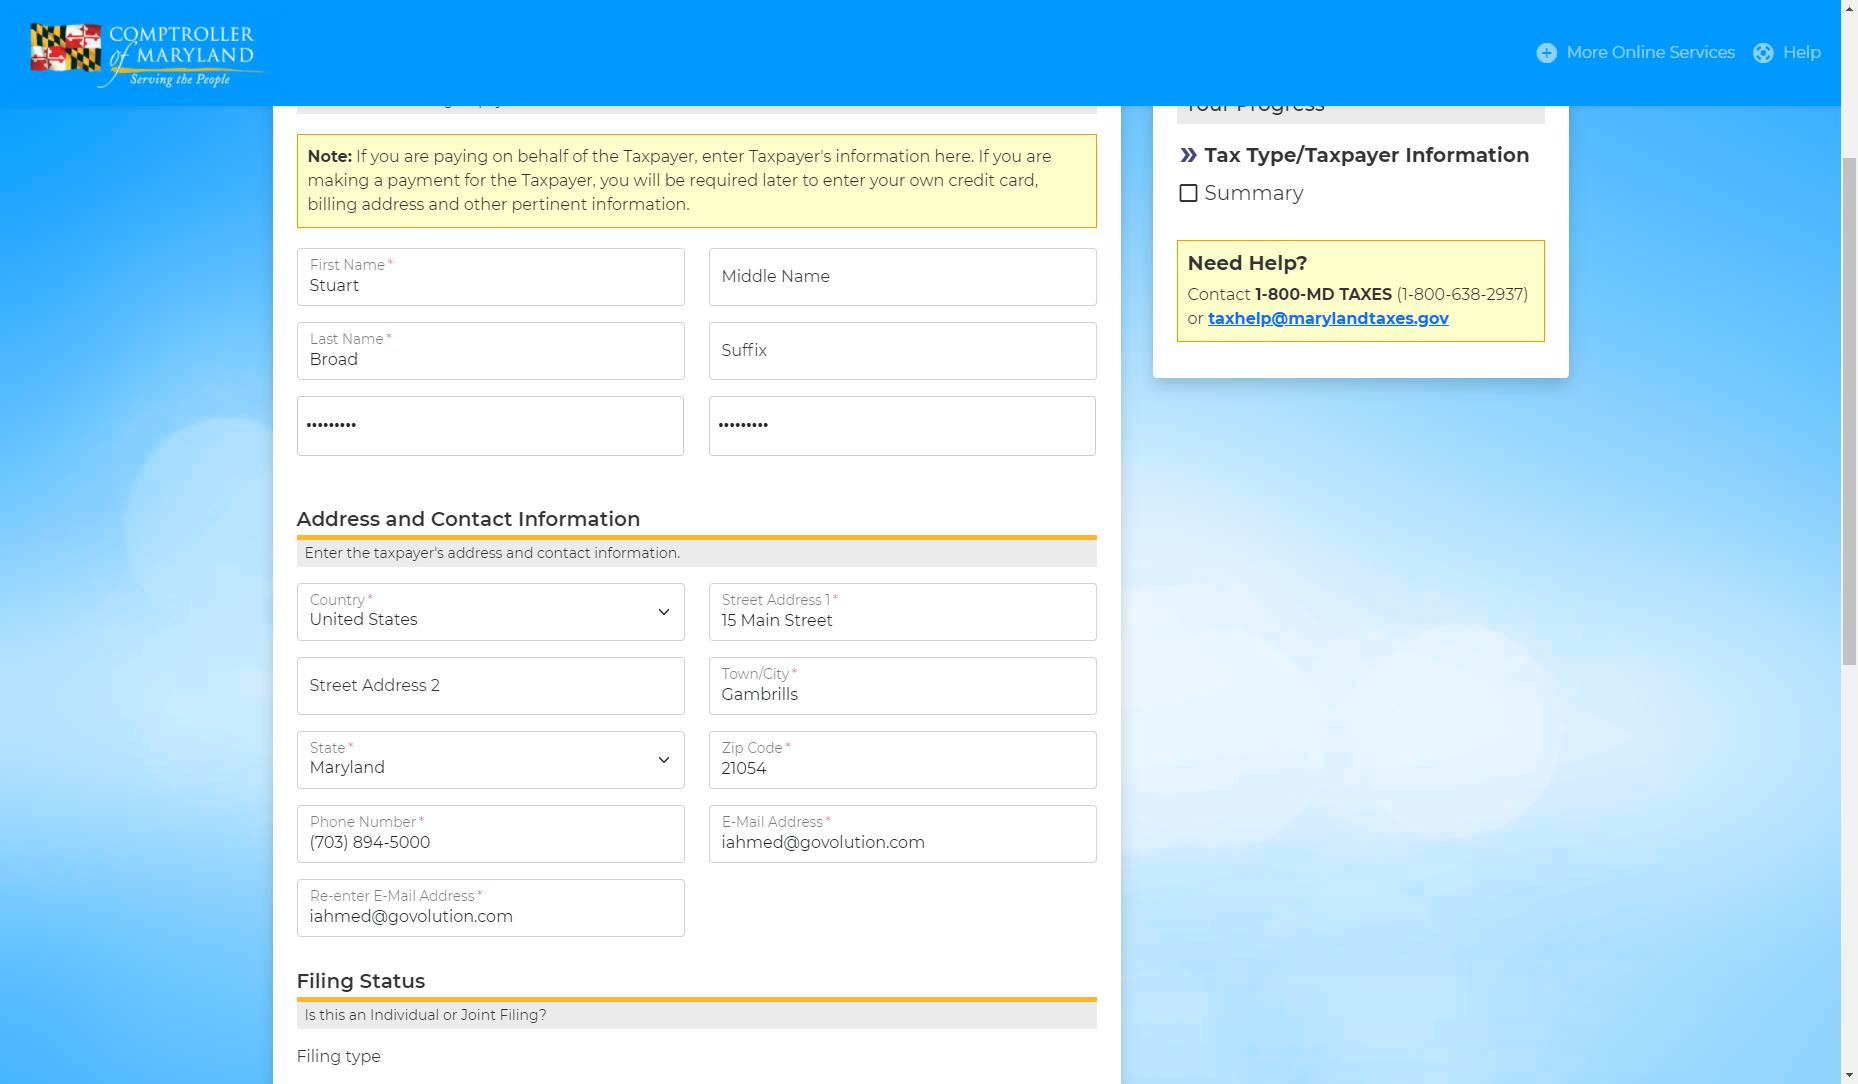 COMPTROLLER
of MARYLAND
Serving the People
More Online Services
Help
Note: If you are paying on behalf of the Taxpayer, enter Taxpayer's information here. If you are
making a payment for the Taxpayer, you will be required later to enter your own credit card,
billing address and other pertinent information.
First Name *
Stuart
Middle Name
Last Name *
Broad
Suffix
•••••••••
•••••••••
Address and Contact Information
Enter the taxpayer's address and contact information.
Country *
United States
Street Address 1 *
15 Main Street
Street Address 2
Town/City *
Gambrills
State *
Maryland
Zip Code *
21054
Phone Number *
(703) 894-5000
E-Mail Address *
iahmed@govolution.com
Re-enter E-Mail Address *
iahmed@govolution.com
Filing Status
Is this an Individual or Joint Filing?
Filing type
Your Progress
» Tax Type/Taxpayer Information
Summary
Need Help?
Contact 1-800-MD TAXES (1-800-638-2937)
or taxhelp@marylandtaxes.gov